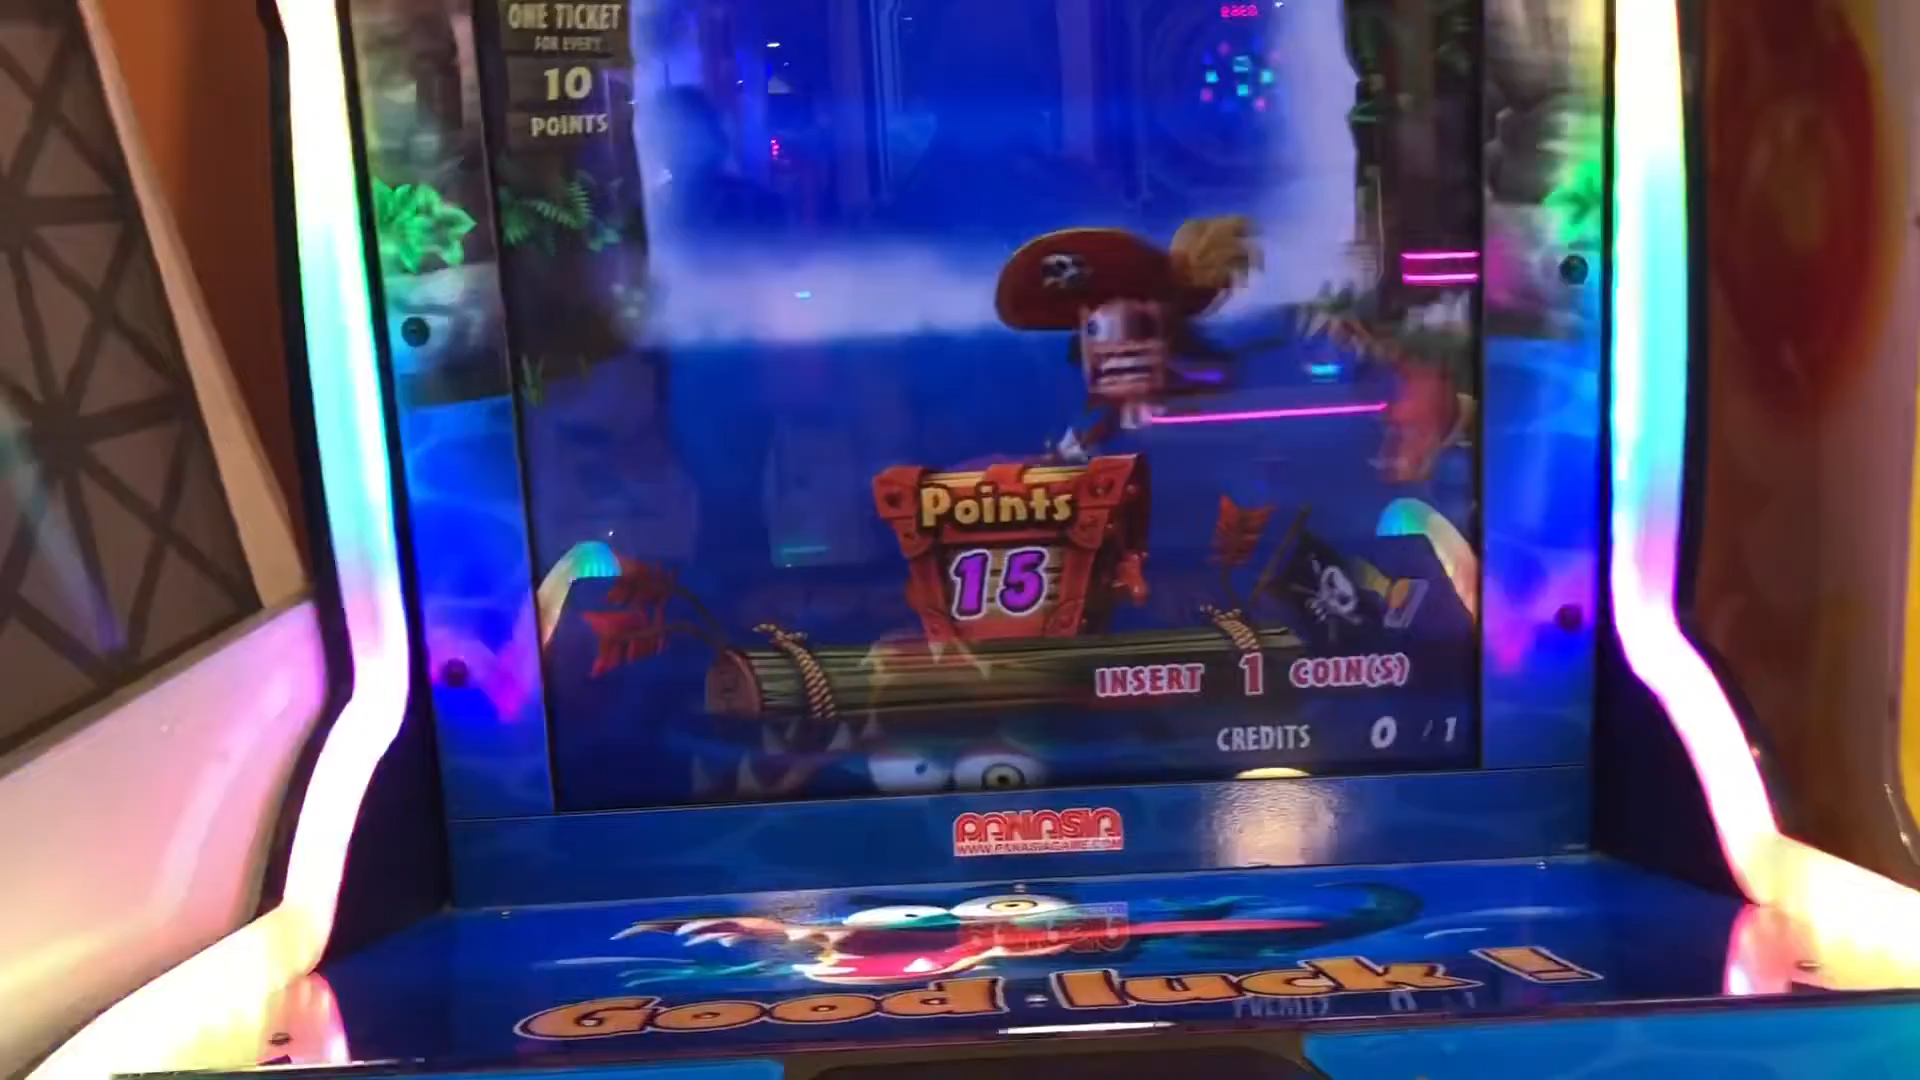 ONE TICKET
FOR EVERY
10
POINTS
Points
15
INSERT 1 COIN(S)
CREDITS 0 / 1
PANASIA
WWW.PANASIAGAME.COM
Good luck !